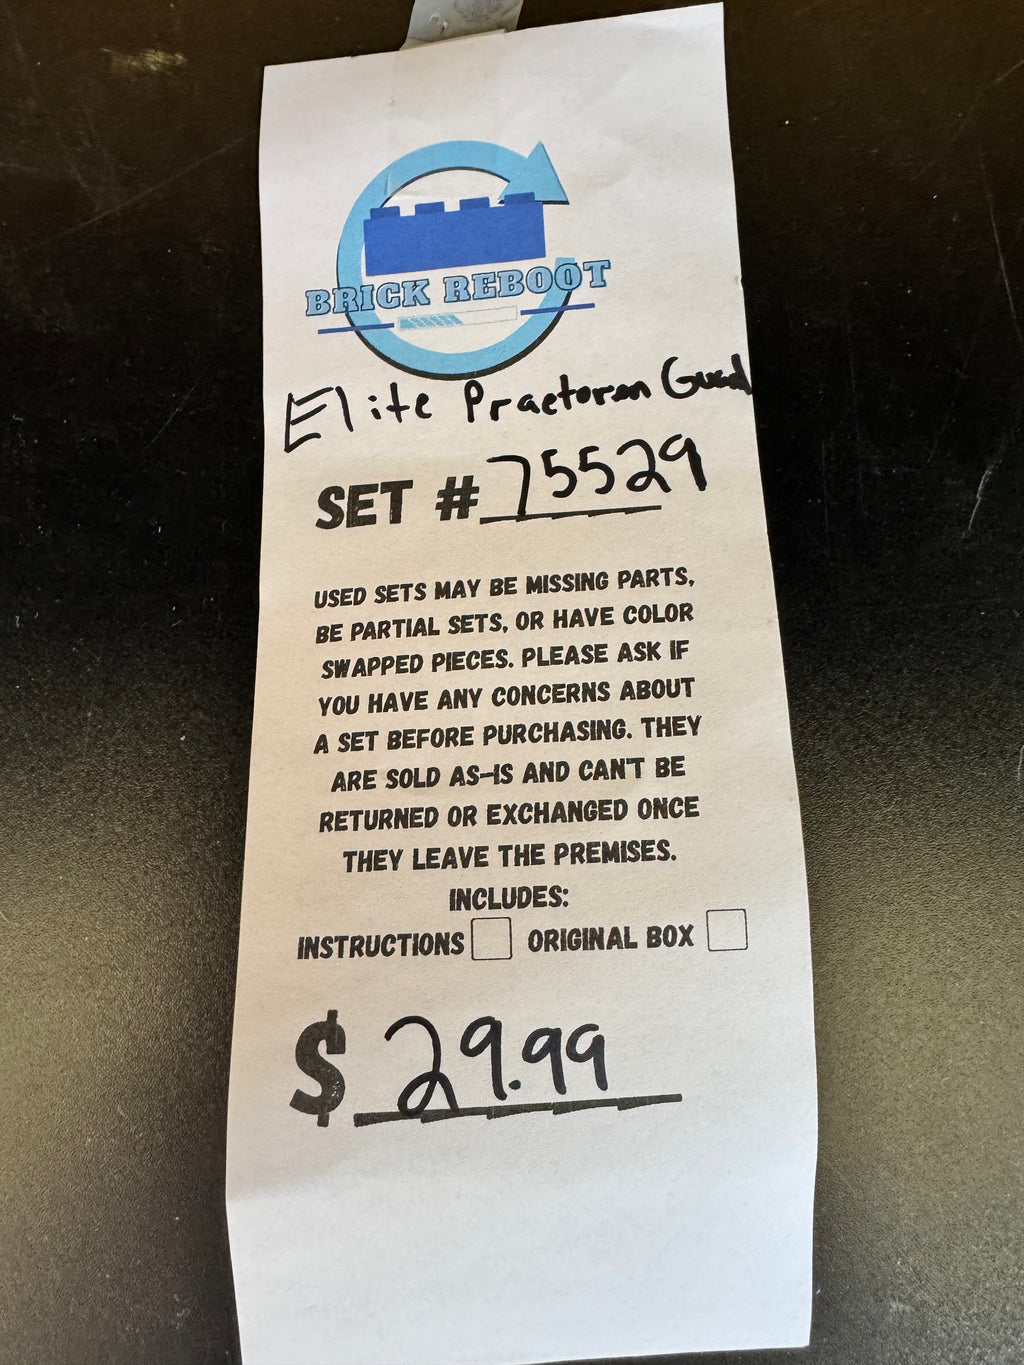 BRICK REBOOT
Elite Praetoren Guard
SET # 75529
USED SETS MAY BE MISSING PARTS,
BE PARTIAL SETS, OR HAVE COLOR
SWAPPED PIECES. PLEASE ASK IF
YOU HAVE ANY CONCERNS ABOUT
A SET BEFORE PURCHASING. THEY
ARE SOLD AS-IS AND CAN'T BE
RETURNED OR EXCHANGED ONCE
THEY LEAVE THE PREMISES.
INCLUDES:
INSTRUCTIONS ORIGINAL BOX
$ 29.99